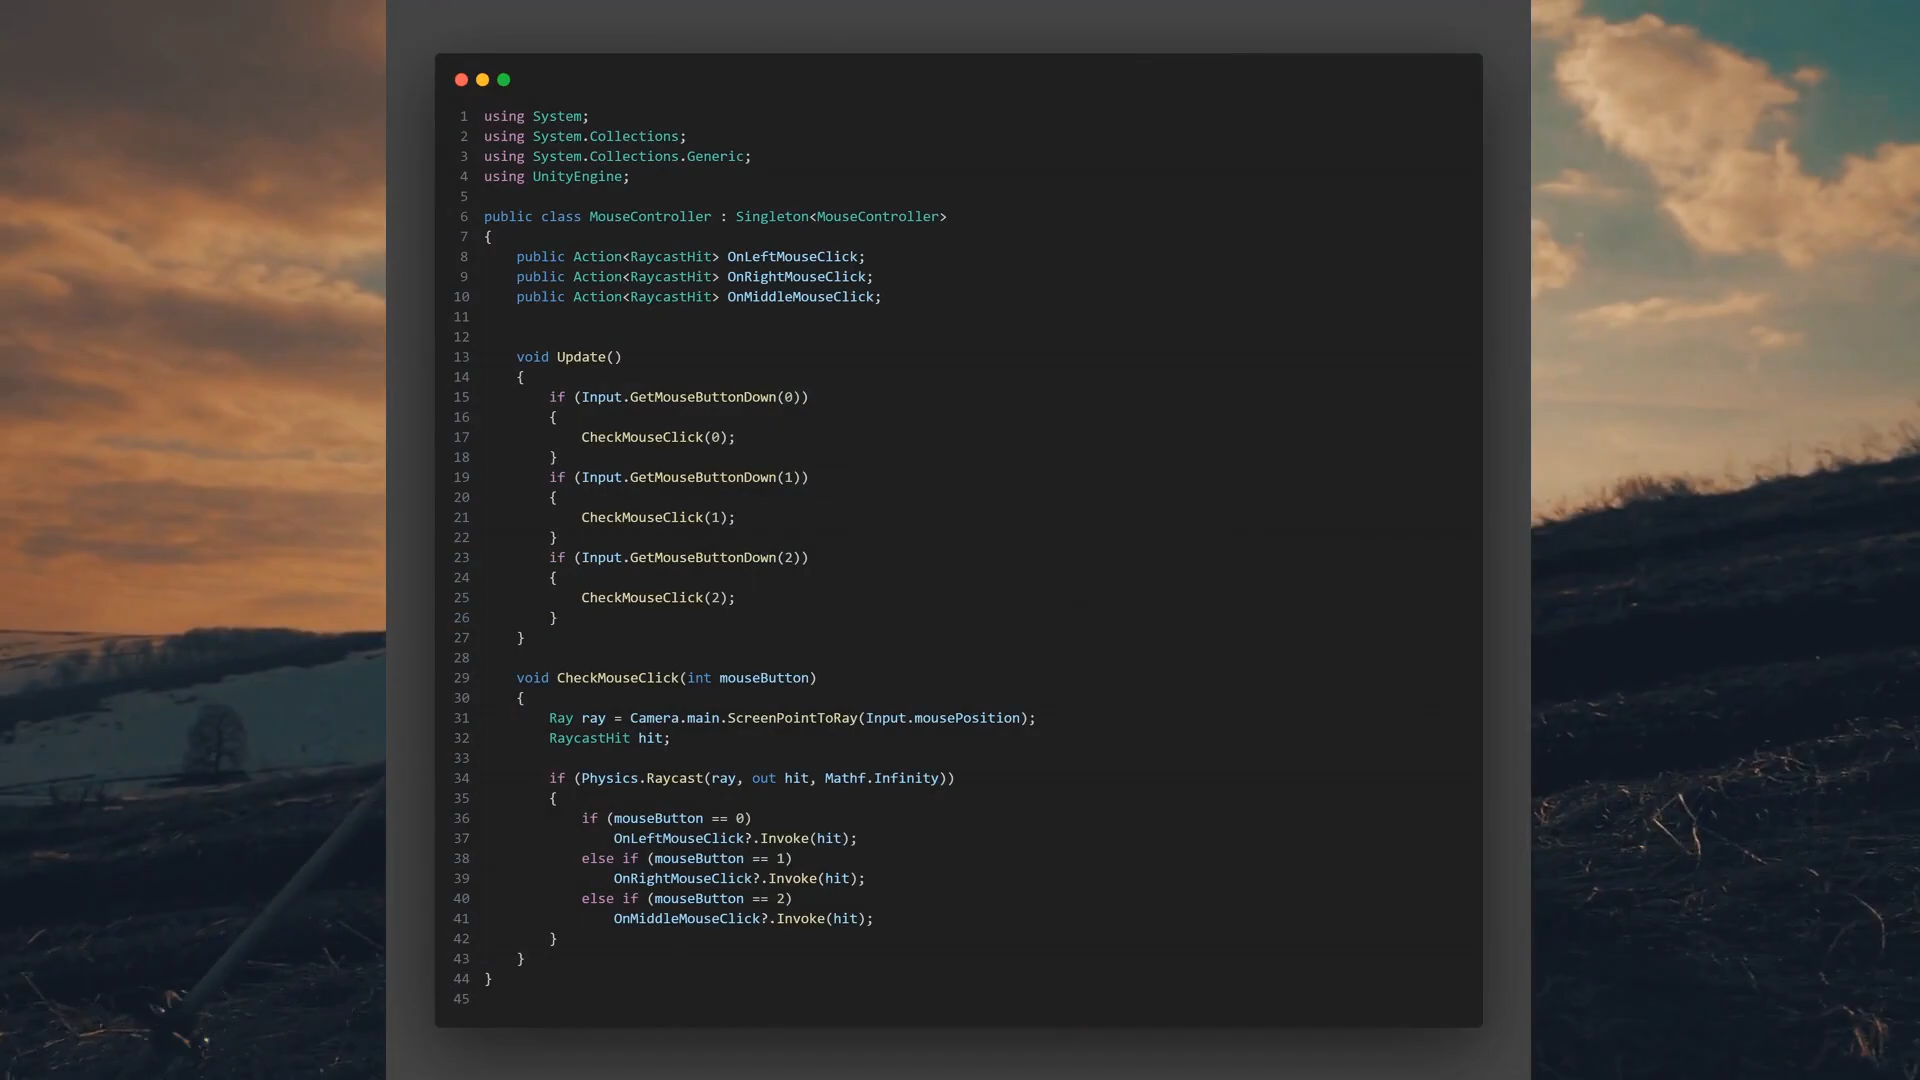 1 using System;
2 using System.Collections;
3 using System.Collections.Generic;
4 using UnityEngine;
5
6 public class MouseController : Singleton<MouseController>
7 {
8     public Action<RaycastHit> OnLeftMouseClick;
9     public Action<RaycastHit> OnRightMouseClick;
10     public Action<RaycastHit> OnMiddleMouseClick;
11
12
13     void Update()
14     {
15         if (Input.GetMouseButtonDown(0))
16         {
17             CheckMouseClick(0);
18         }
19         if (Input.GetMouseButtonDown(1))
20         {
21             CheckMouseClick(1);
22         }
23         if (Input.GetMouseButtonDown(2))
24         {
25             CheckMouseClick(2);
26         }
27     }
28
29     void CheckMouseClick(int mouseButton)
30     {
31         Ray ray = Camera.main.ScreenPointToRay(Input.mousePosition);
32         RaycastHit hit;
33
34         if (Physics.Raycast(ray, out hit, Mathf.Infinity))
35         {
36             if (mouseButton == 0)
37                 OnLeftMouseClick?.Invoke(hit);
38             else if (mouseButton == 1)
39                 OnRightMouseClick?.Invoke(hit);
40             else if (mouseButton == 2)
41                 OnMiddleMouseClick?.Invoke(hit);
42         }
43     }
44 }
45